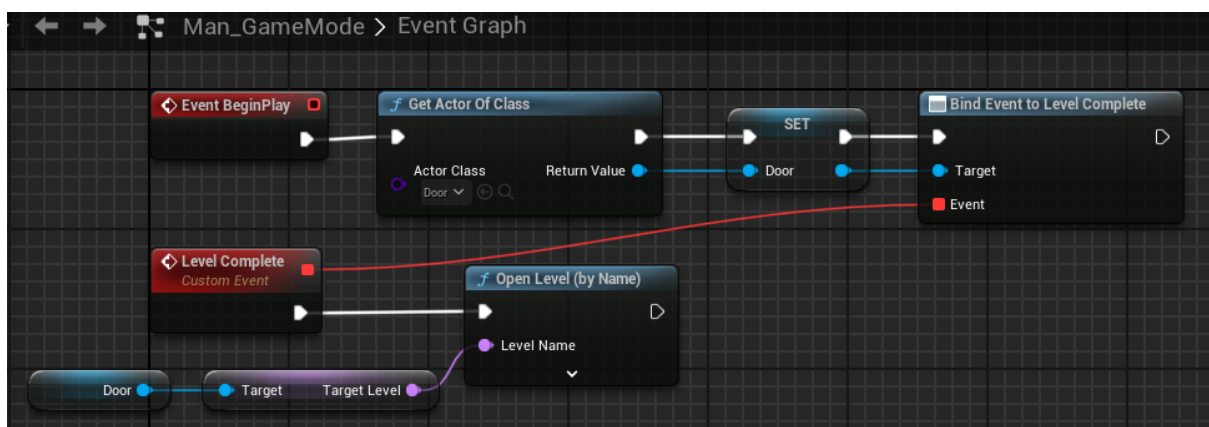 Man_GameMode > Event Graph
Event BeginPlay
f Get Actor Of Class
Actor Class
Return Value
Door
SET
Door
Bind Event to Level Complete
Target
Event
Level Complete
Custom Event
f Open Level (by Name)
Level Name
Door
Target
Target Level